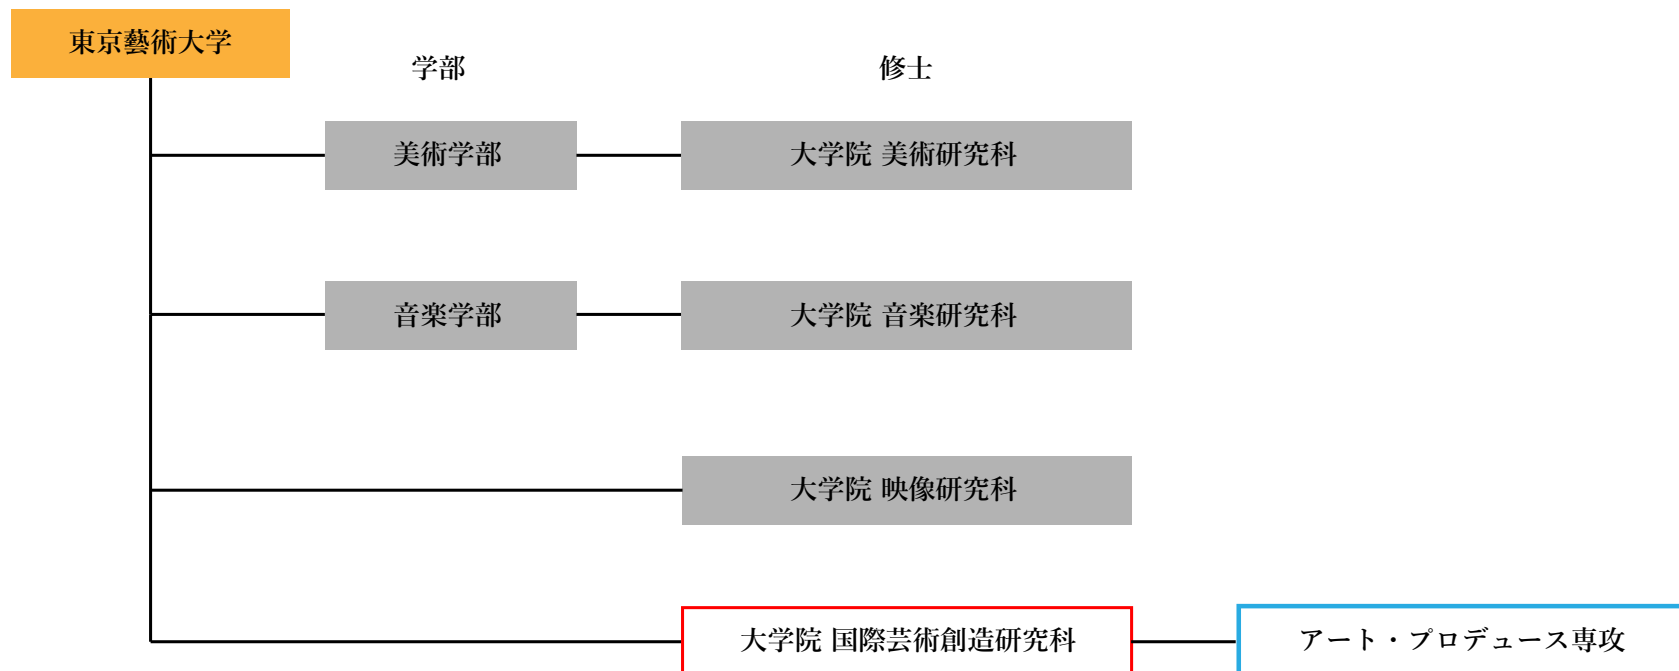 東京藝術大学
学部
修士
美術学部
大学院 美術研究科
音楽学部
大学院 音楽研究科
大学院 映像研究科
大学院 国際芸術創造研究科
アート・プロデュース専攻